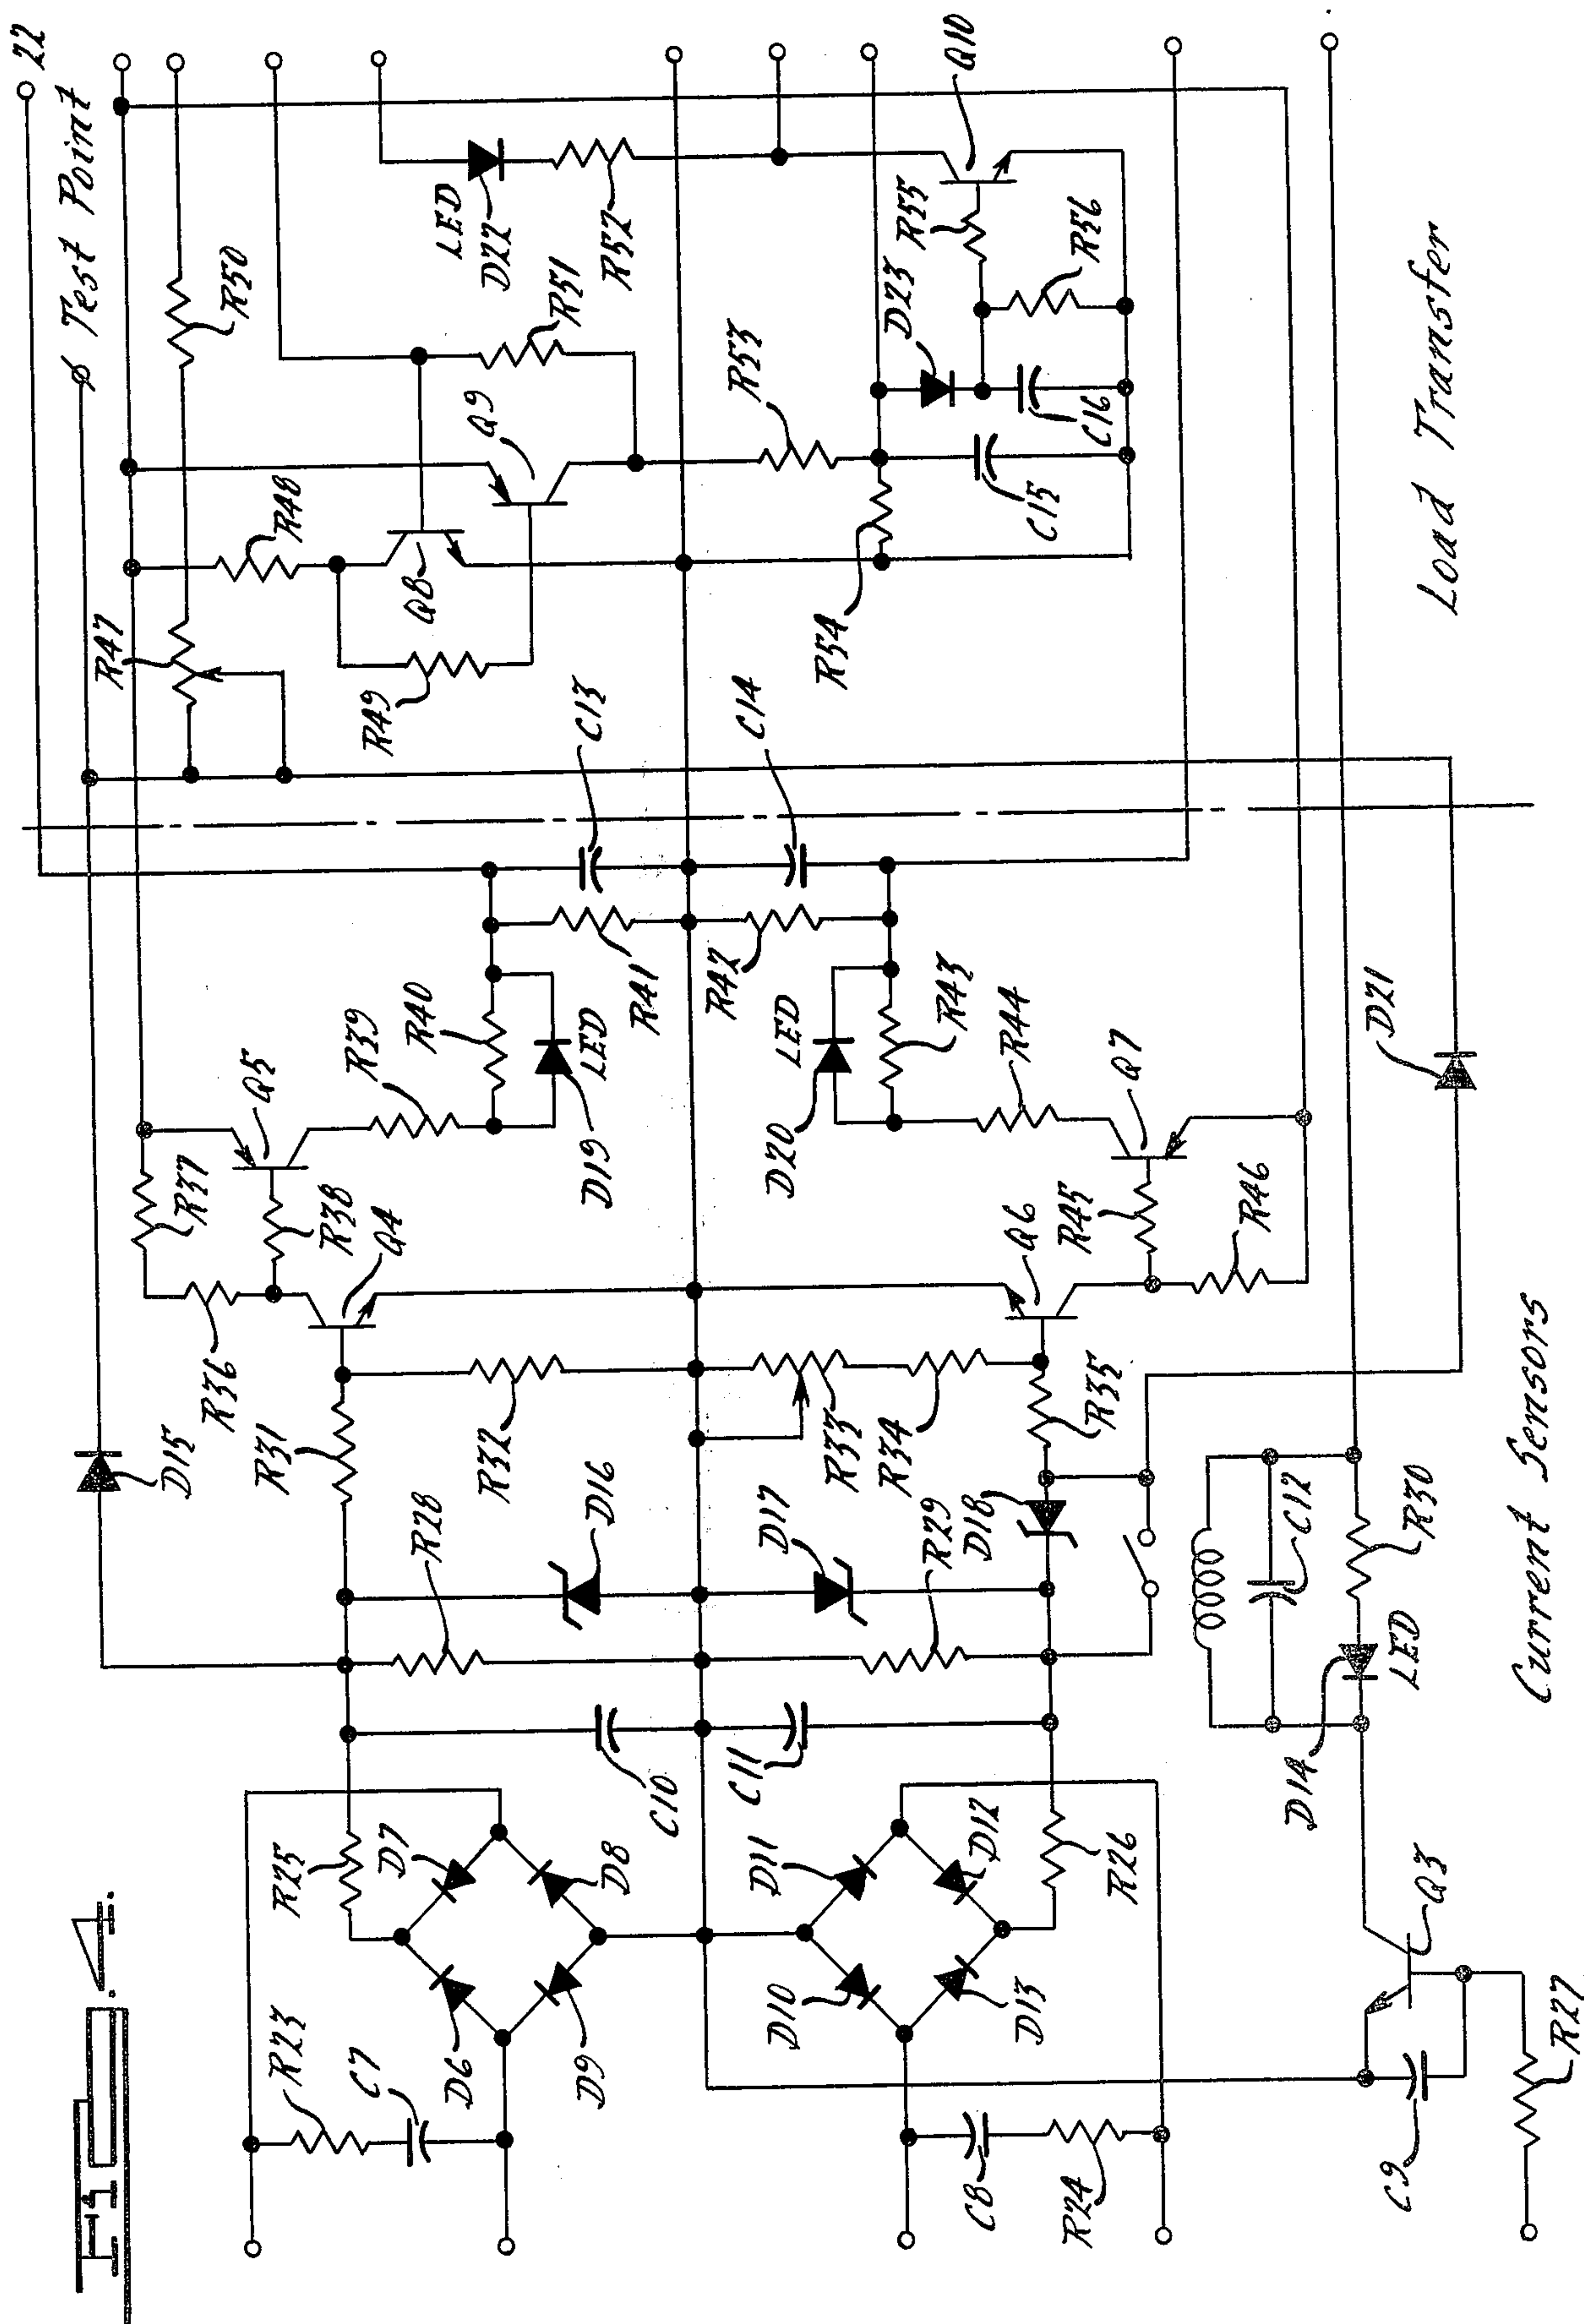 Fig. 4.
R23
C7
D6
D9
R25
D7
D8
C10
D10
D13
D11
D12
C11
C8
R24
R26
C9
R27
Q3
D14
LED
R30
C12
R28
D16
D17
R29
D18
D15
R31
R32
R33
R34
R35
R36
R37
R38
Q4
Q5
R39
R40
D19
LED
R41
R42
D20
LED
R43
R44
Q6
R45
Q7
R46
D21
C13
C14
Current Sensors
22
Test Point
R47
R50
R48
R49
Q8
Q9
R51
LED
D22
R52
R53
R54
C15
D23
C16
R55
R56
Q10
Load Transfer